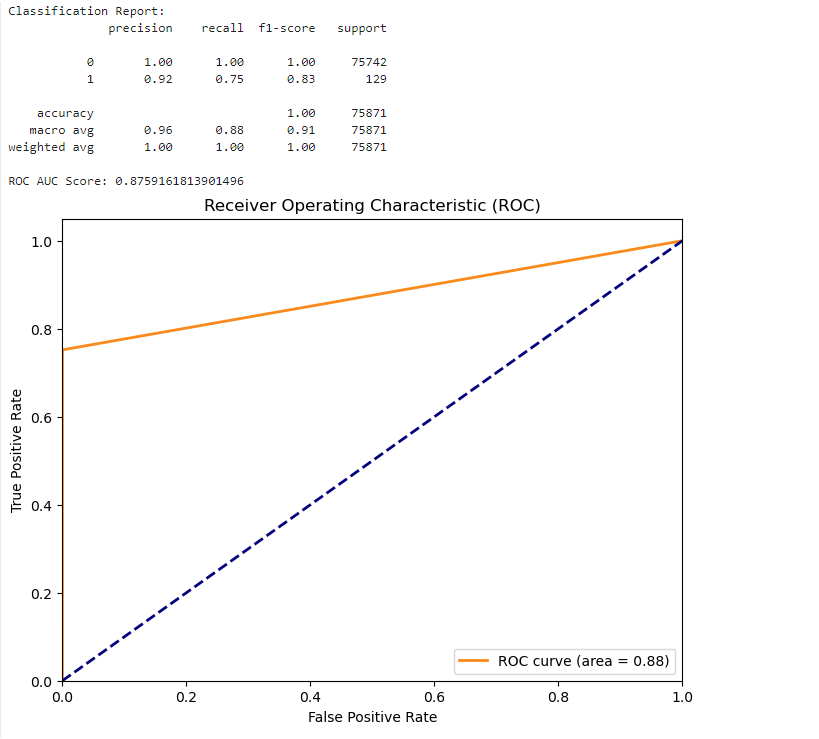 Classification Report:
precision recall f1-score support
0 1.00 1.00 1.00 75742
1 0.92 0.75 0.83 129
accuracy 1.00 75871
macro avg 0.96 0.88 0.91 75871
weighted avg 1.00 1.00 1.00 75871
ROC AUC Score: 0.8759161813901496
Receiver Operating Characteristic (ROC)
1.0
0.8
0.6
0.4
0.2
0.0
True Positive Rate
ROC curve (area = 0.88)
0.0 0.2 0.4 0.6 0.8 1.0
False Positive Rate